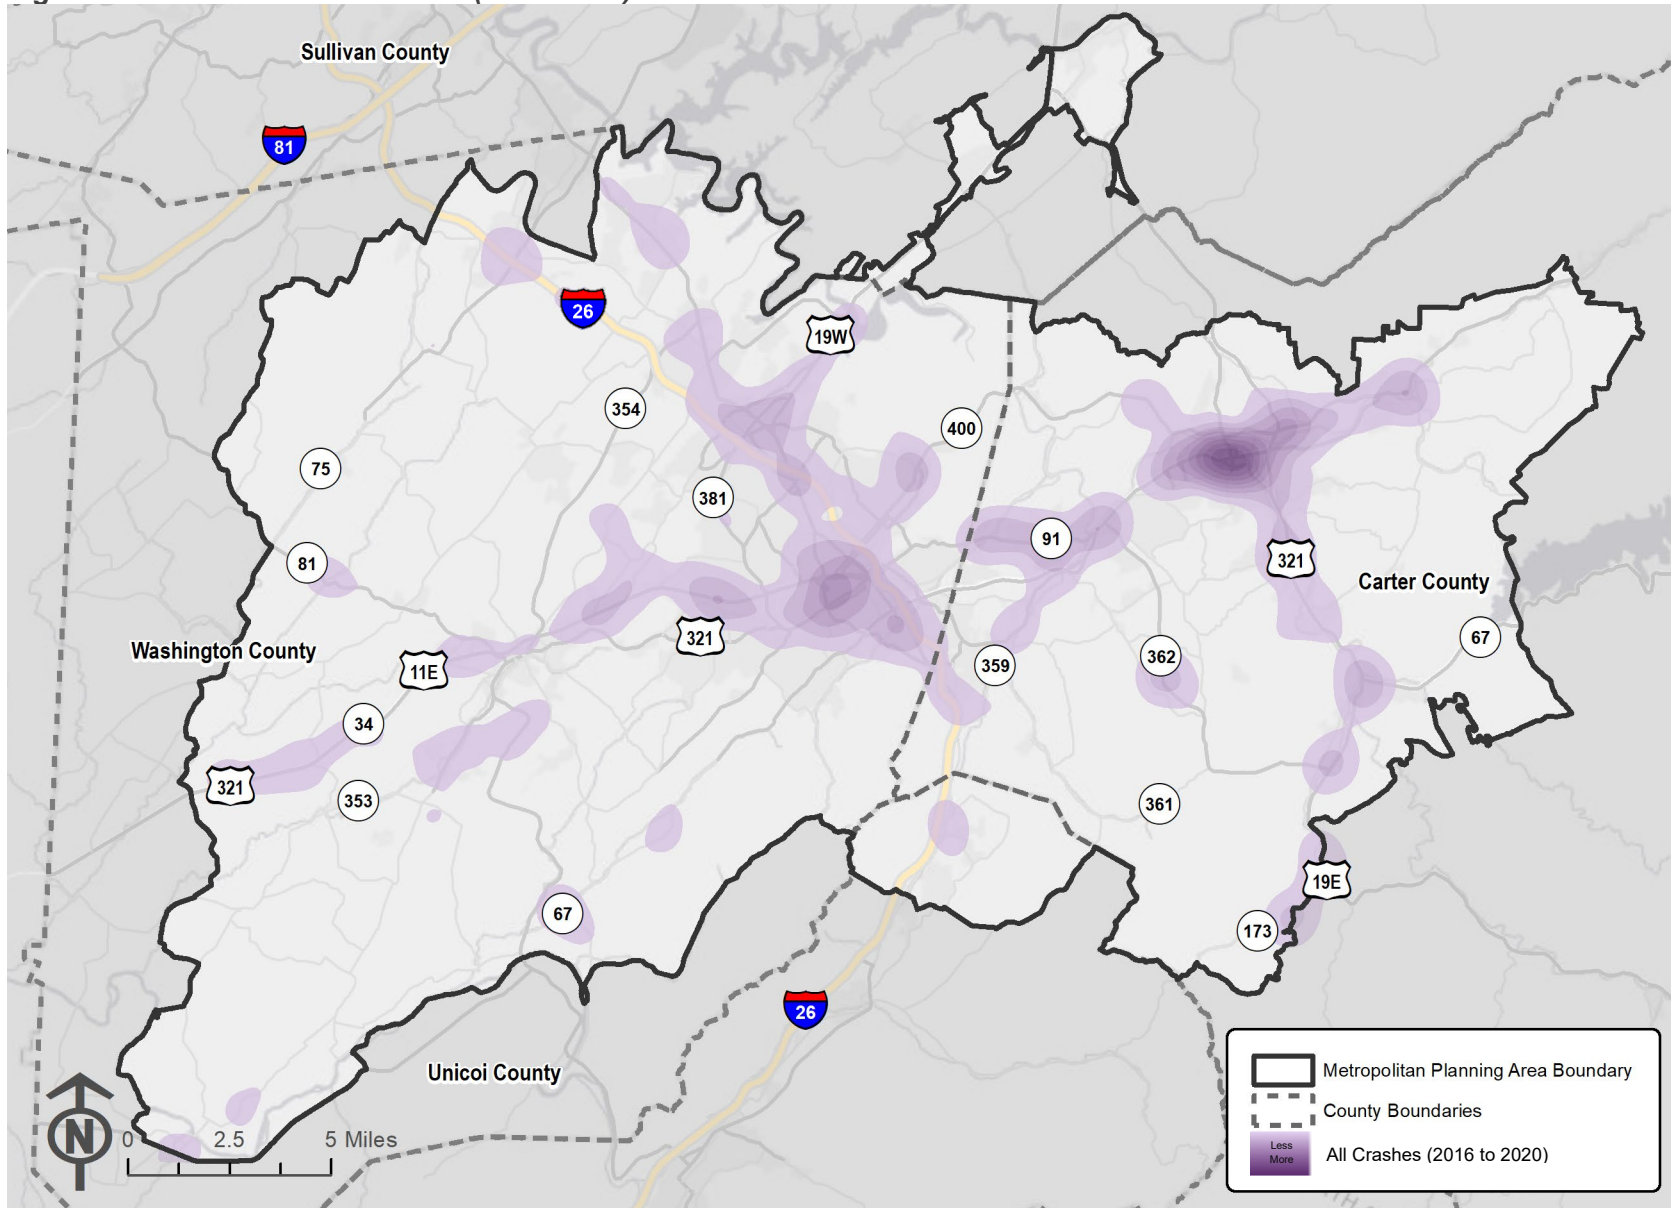 Sullivan County
81
26
19W
354
400
75
381
91
81
321
Carter County
Washington County
321
67
11E
359
362
34
321
353
361
19E
67
173
26
Unicoi County
N
0 2.5 5 Miles
Metropolitan Planning Area Boundary
County Boundaries
Less
More
All Crashes (2016 to 2020)